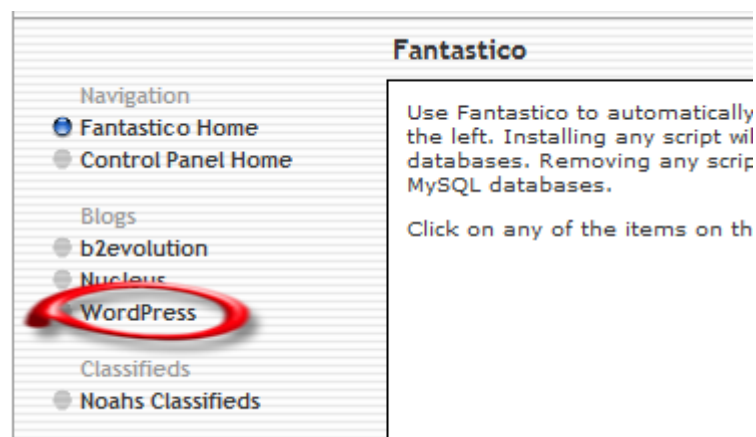 Fantastico
Navigation
Fantastico Home
Control Panel Home
Blogs
b2evolution
Nucleus
WordPress
Classifieds
Noahs Classifieds
Use Fantastico to automatically
the left. Installing any script wil
databases. Removing any scrip
MySQL databases.
Click on any of the items on th